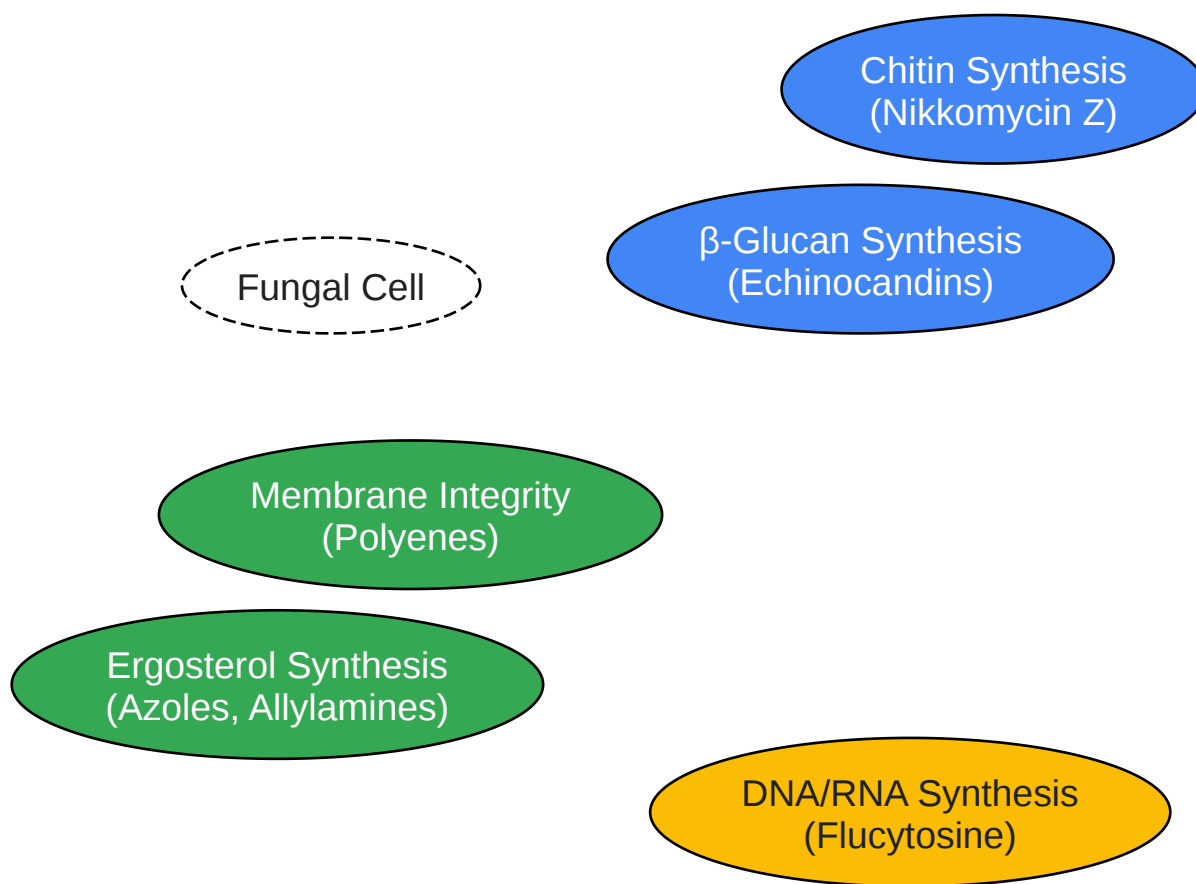 Chitin Synthesis
(Nikkomycin Z)
β-Glucan Synthesis
(Echinocandins)
Fungal Cell
Membrane Integrity
(Polyenes)
Ergosterol Synthesis
(Azoles, Allylamines)
DNA/RNA Synthesis
(Flucytosine)